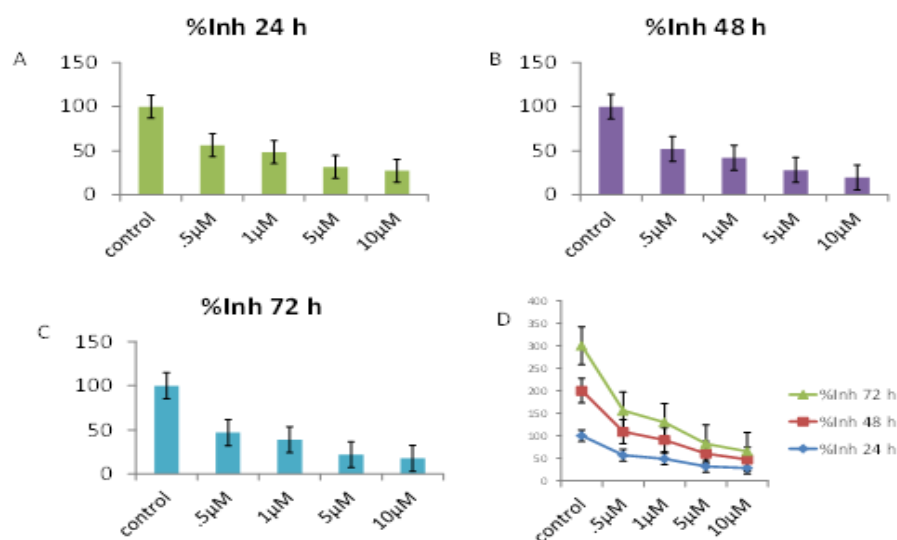 %Inh 24 h
A
150
100
50
0
control
.5µM
1µM
5µM
10µM
%Inh 48 h
B
150
100
50
0
control
.5µM
1µM
5µM
10µM
%Inh 72 h
C
150
100
50
0
control
.5µM
1µM
5µM
10µM
D
400
350
300
250
200
150
100
50
0
control
.5µM
1µM
5µM
10µM
%Inh 72 h
%Inh 48 h
%Inh 24 h